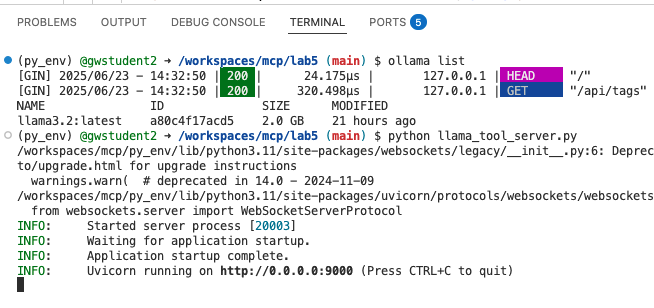 PROBLEMS OUTPUT DEBUG CONSOLE TERMINAL PORTS 5
(py_env) @gwstudent2 → /workspaces/mcp/lab5 (main) $ ollama list
[GIN] 2025/06/23 - 14:32:50 | 200 | 24.175µs | 127.0.0.1 | HEAD "/"
[GIN] 2025/06/23 - 14:32:50 | 200 | 320.498µs | 127.0.0.1 | GET "/api/tags"
NAME ID SIZE MODIFIED
llama3.2:latest a80c4f17acd5 2.0 GB 21 hours ago
(py_env) @gwstudent2 → /workspaces/mcp/lab5 (main) $ python llama_tool_server.py
/workspaces/mcp/py_env/lib/python3.11/site-packages/websockets/legacy/__init__.py:6: Deprec
to/upgrade.html for upgrade instructions
warnings.warn( # deprecated in 14.0 - 2024-11-09
/workspaces/mcp/py_env/lib/python3.11/site-packages/uvicorn/protocols/websockets/websockets
from websockets.server import WebSocketServerProtocol
INFO: Started server process [20003]
INFO: Waiting for application startup.
INFO: Application startup complete.
INFO: Uvicorn running on http://0.0.0.0:9000 (Press CTRL+C to quit)